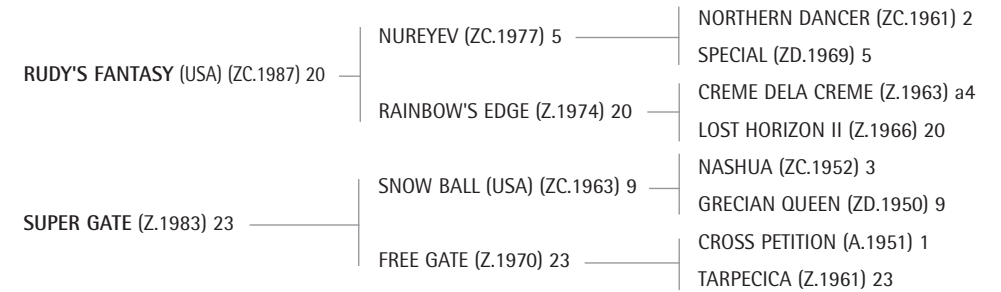 NORTHERN DANCER (ZC.1961) 2
NUREYEV (ZC.1977) 5
SPECIAL (ZD.1969) 5
RUDY'S FANTASY (USA) (ZC.1987) 20
CREME DELA CREME (Z.1963) a4
RAINBOW'S EDGE (Z.1974) 20
LOST HORIZON II (Z.1966) 20
NASHUA (ZC.1952) 3
SNOW BALL (USA) (ZC.1963) 9
GRECIAN QUEEN (ZD.1950) 9
SUPER GATE (Z.1983) 23
CROSS PETITION (A.1951) 1
FREE GATE (Z.1970) 23
TARPECICA (Z.1961) 23